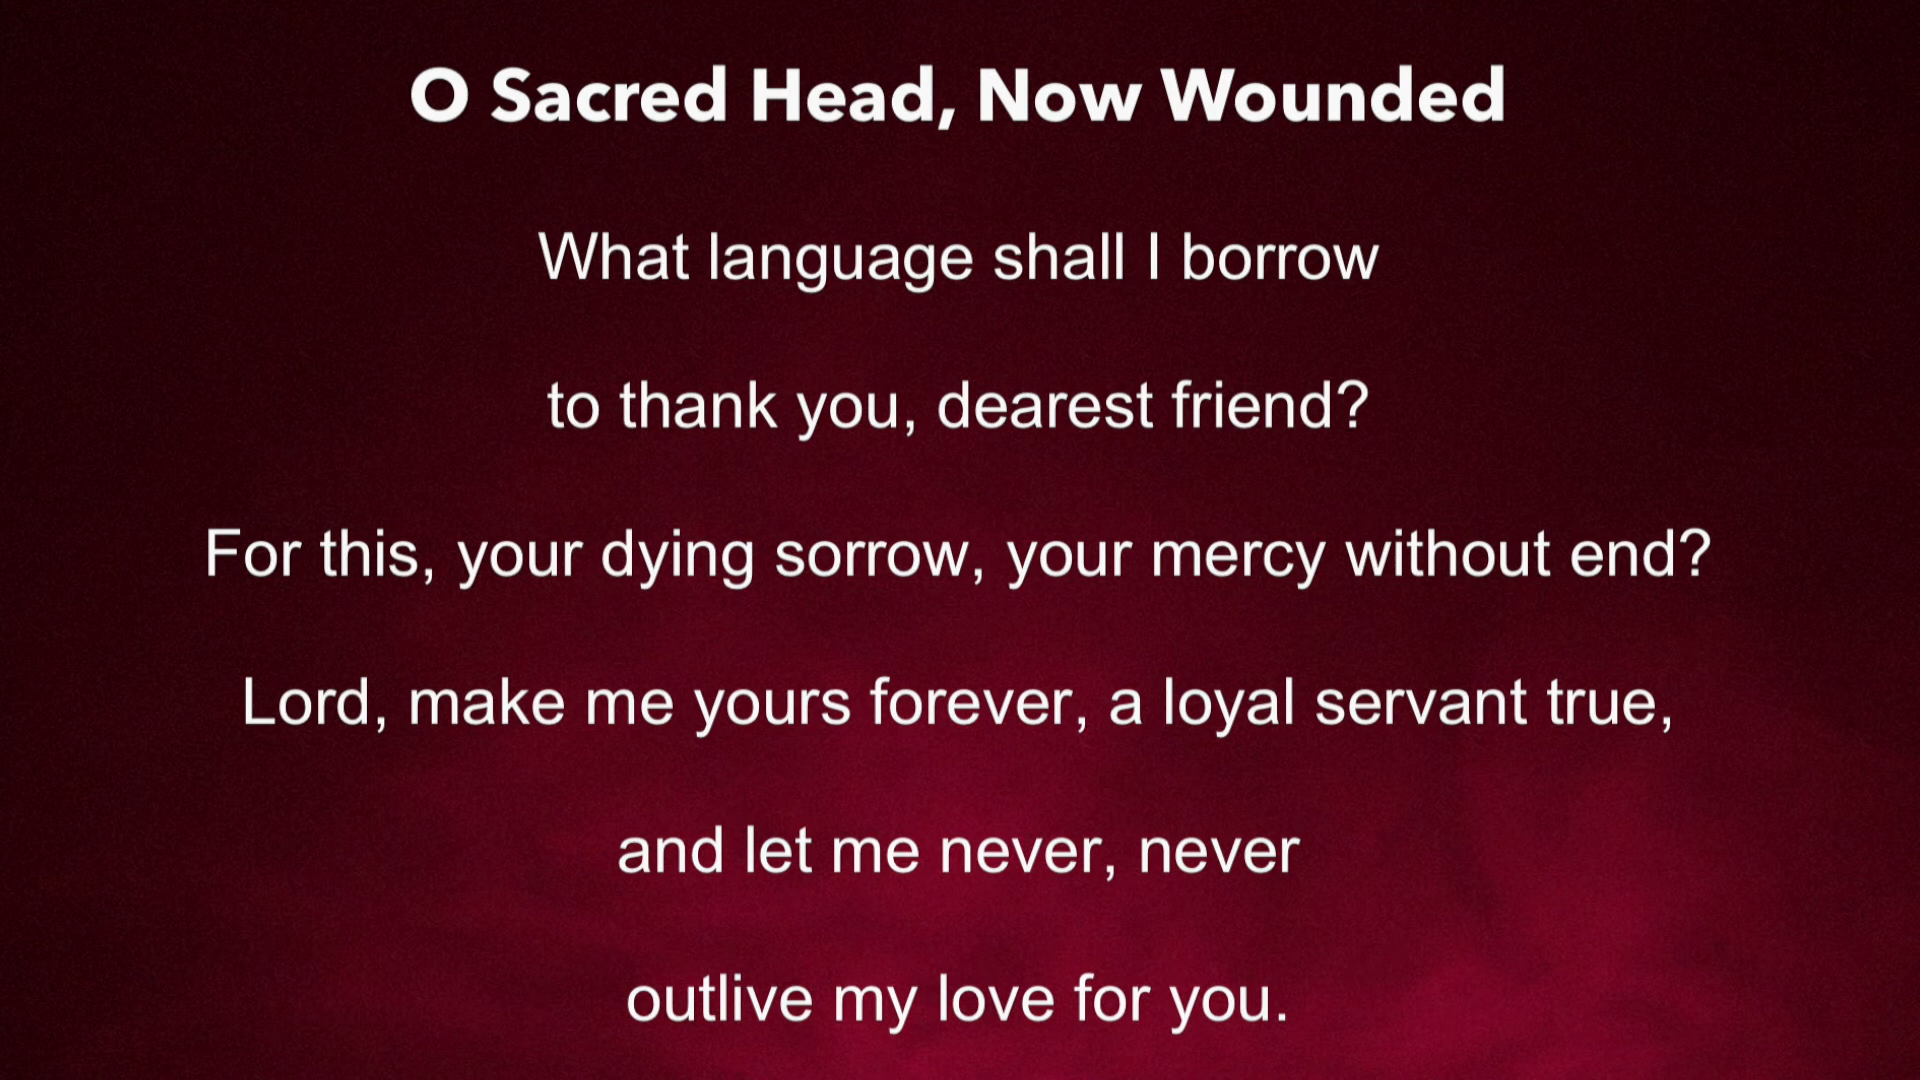 O Sacred Head, Now Wounded
What language shall I borrow
to thank you, dearest friend?
For this, your dying sorrow, your mercy without end?
Lord, make me yours forever, a loyal servant true,
and let me never, never
outlive my love for you.